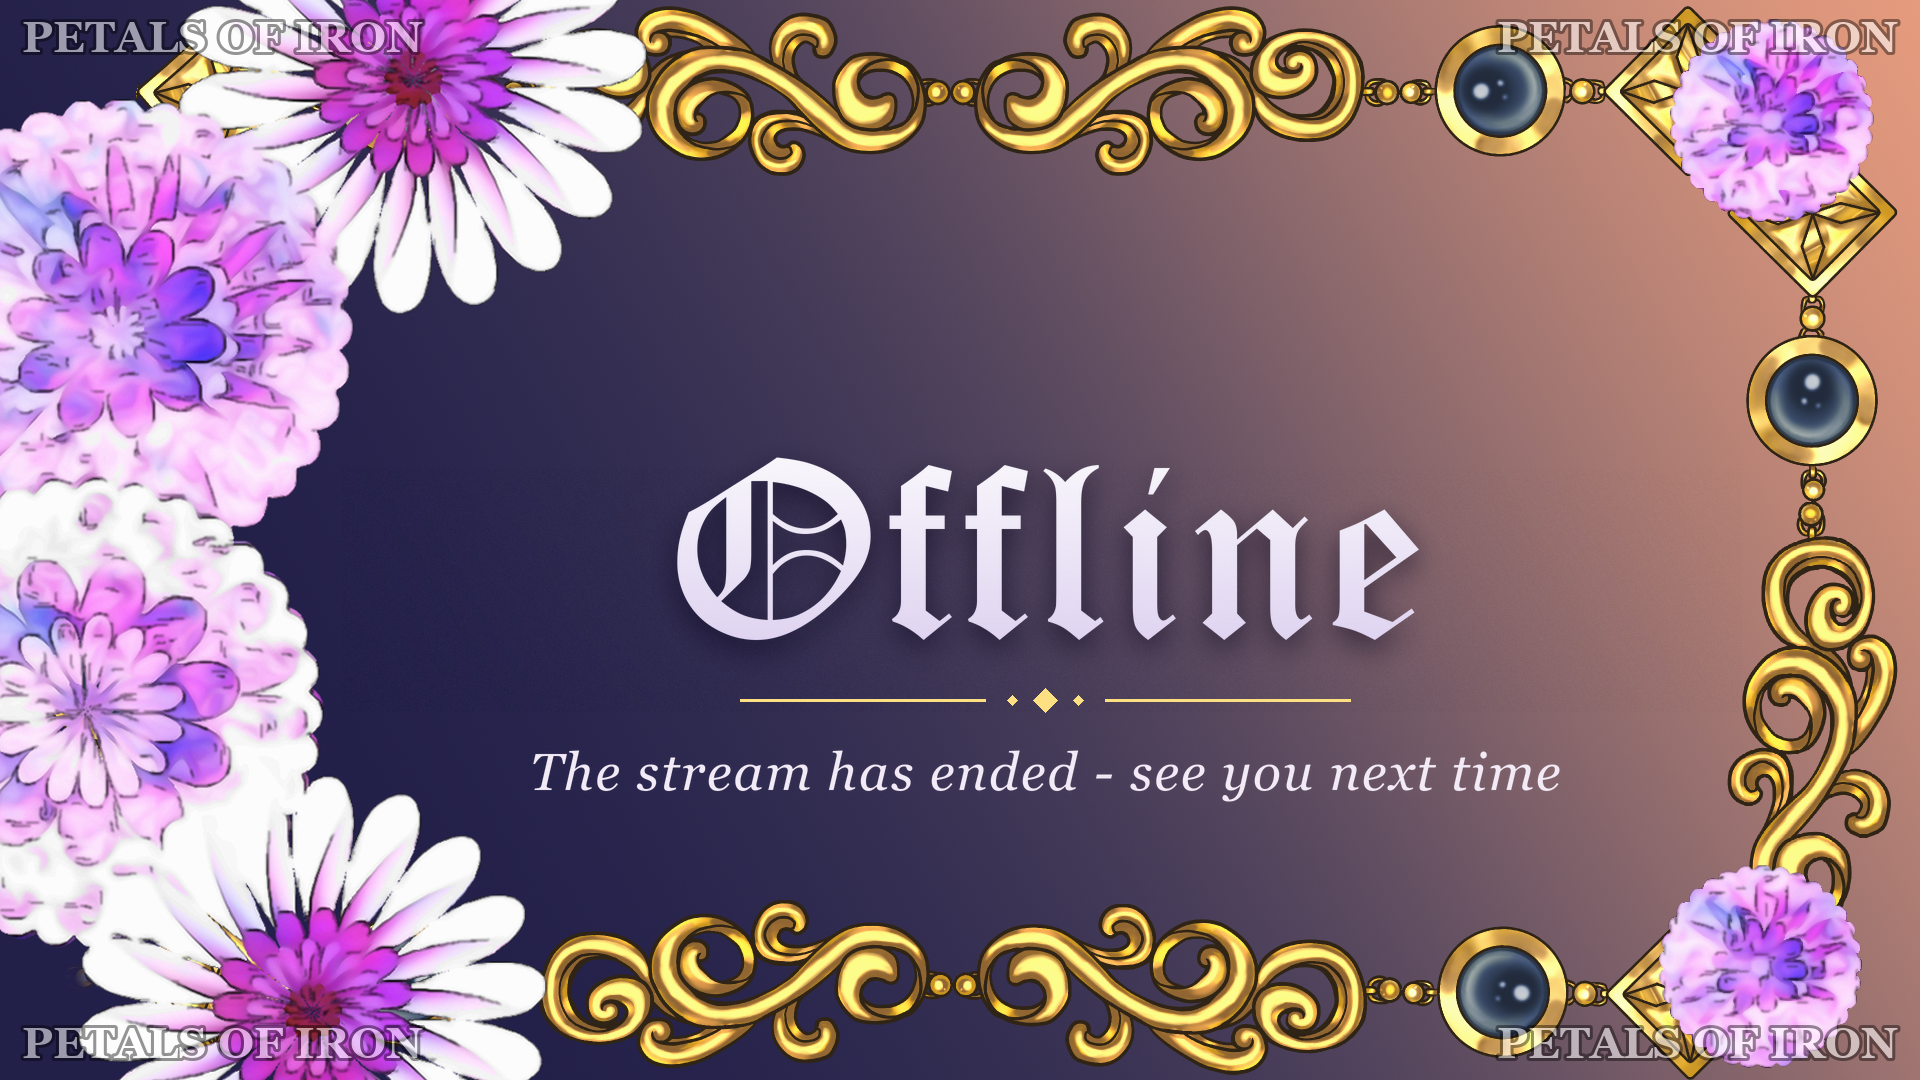 PETALS OF IRON PETALS OF IRON
Offline
The stream has ended - see you next time
PETALS OF IRON PETALS OF IRON